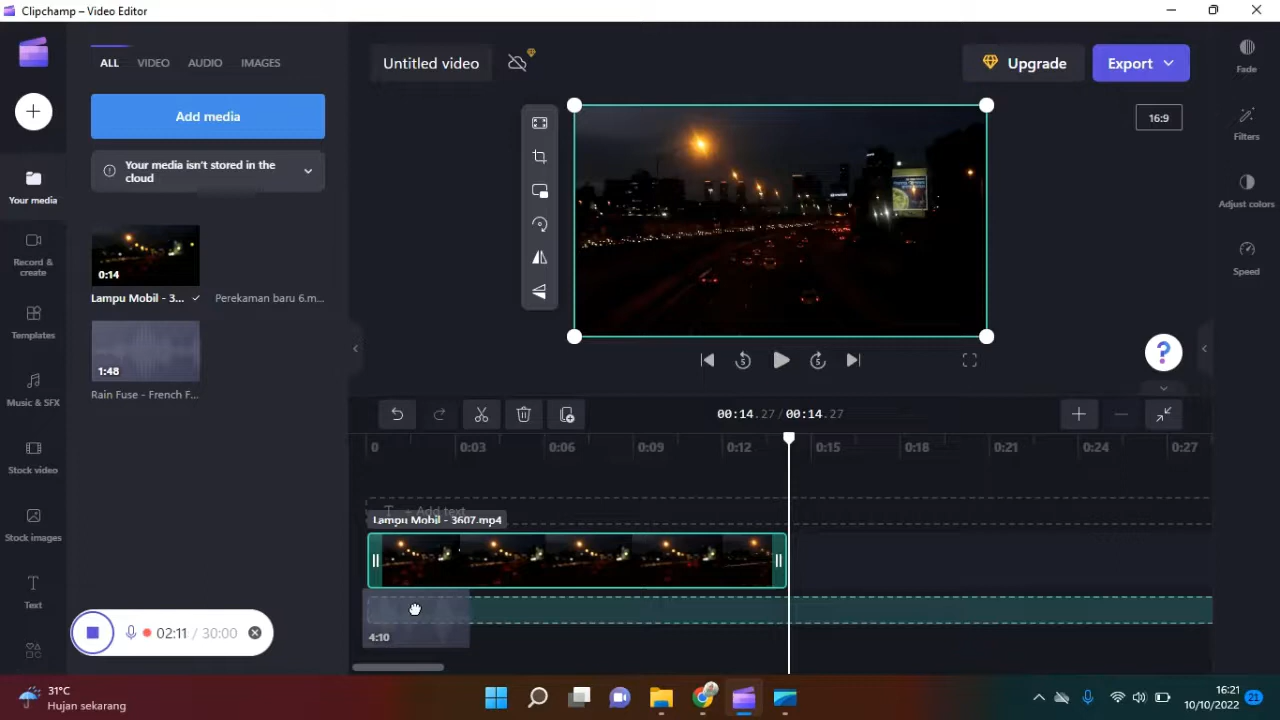 Clipchamp – Video Editor
ALL VIDEO AUDIO IMAGES
Untitled video
Upgrade
Export
Fade
Add media
16:9
Filters
Your media isn't stored in the
cloud
Your media
Adjust colors
Record &
create
Speed
0:14
Lampu Mobil - 3...
Perekaman baru 6.m...
Templates
1:48
Rain Fuse - French F...
5
5
?
Music & SFX
00:14.27 / 00:14.27
0 0:03 0:06 0:09 0:12 0:15 0:18 0:21 0:24 0:27
Stock video
T + Add text
Lampu Mobil - 3607.mp4
Stock images
T
Text
4:10
02:11 / 30:00
31°C
Hujan sekarang
16:21
10/10/2022
21